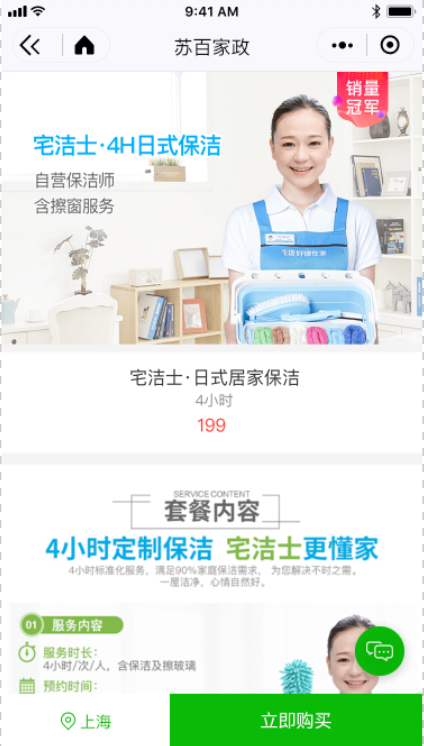 9:41 AM
苏百家政
销量
冠军
宅洁士·4H日式保洁
自营保洁师
含擦窗服务
宅洁士·日式居家保洁
4小时
199
SERVICE CONTENT
套餐内容
4小时定制保洁 宅洁士更懂家
4小时标准化服务，满足90%家庭保洁需求， 为您解决不时之需。
一屋洁净，心情自然好。
01 服务内容
服务时长：
4小时/次/人，含保洁及擦玻璃
预约时间：
上海
立即购买